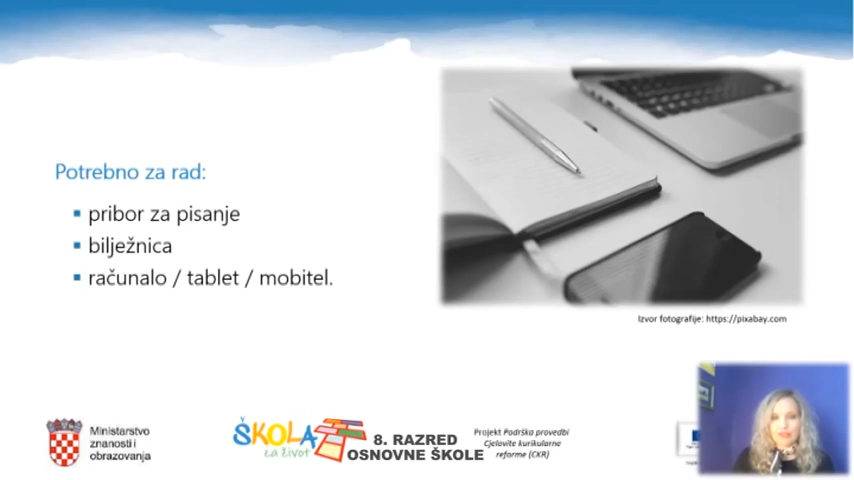 Potrebno za rad:
pribor za pisanje
bilježnica
računalo / tablet / mobitel.
Izvor fotografije: https://pixabay.com
Ministarstvo
znanosti i
obrazovanja
ŠKOLA
za život
8. RAZRED
OSNOVNE ŠKOLE
Projekt Podrška provedbi
Cjelovite kurikularne
reforme (CKR)